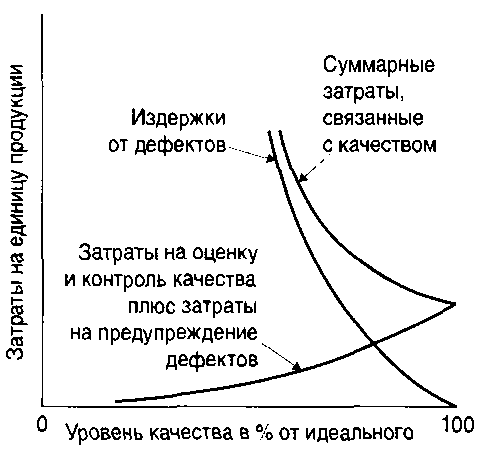 Затраты на единицу продукции
Суммарные
затраты,
связанные
с качеством
Издержки
от дефектов
Затраты на оценку
и контроль качества
плюс затраты
на предупреждение
дефектов
0
Уровень качества в % от идеального
100